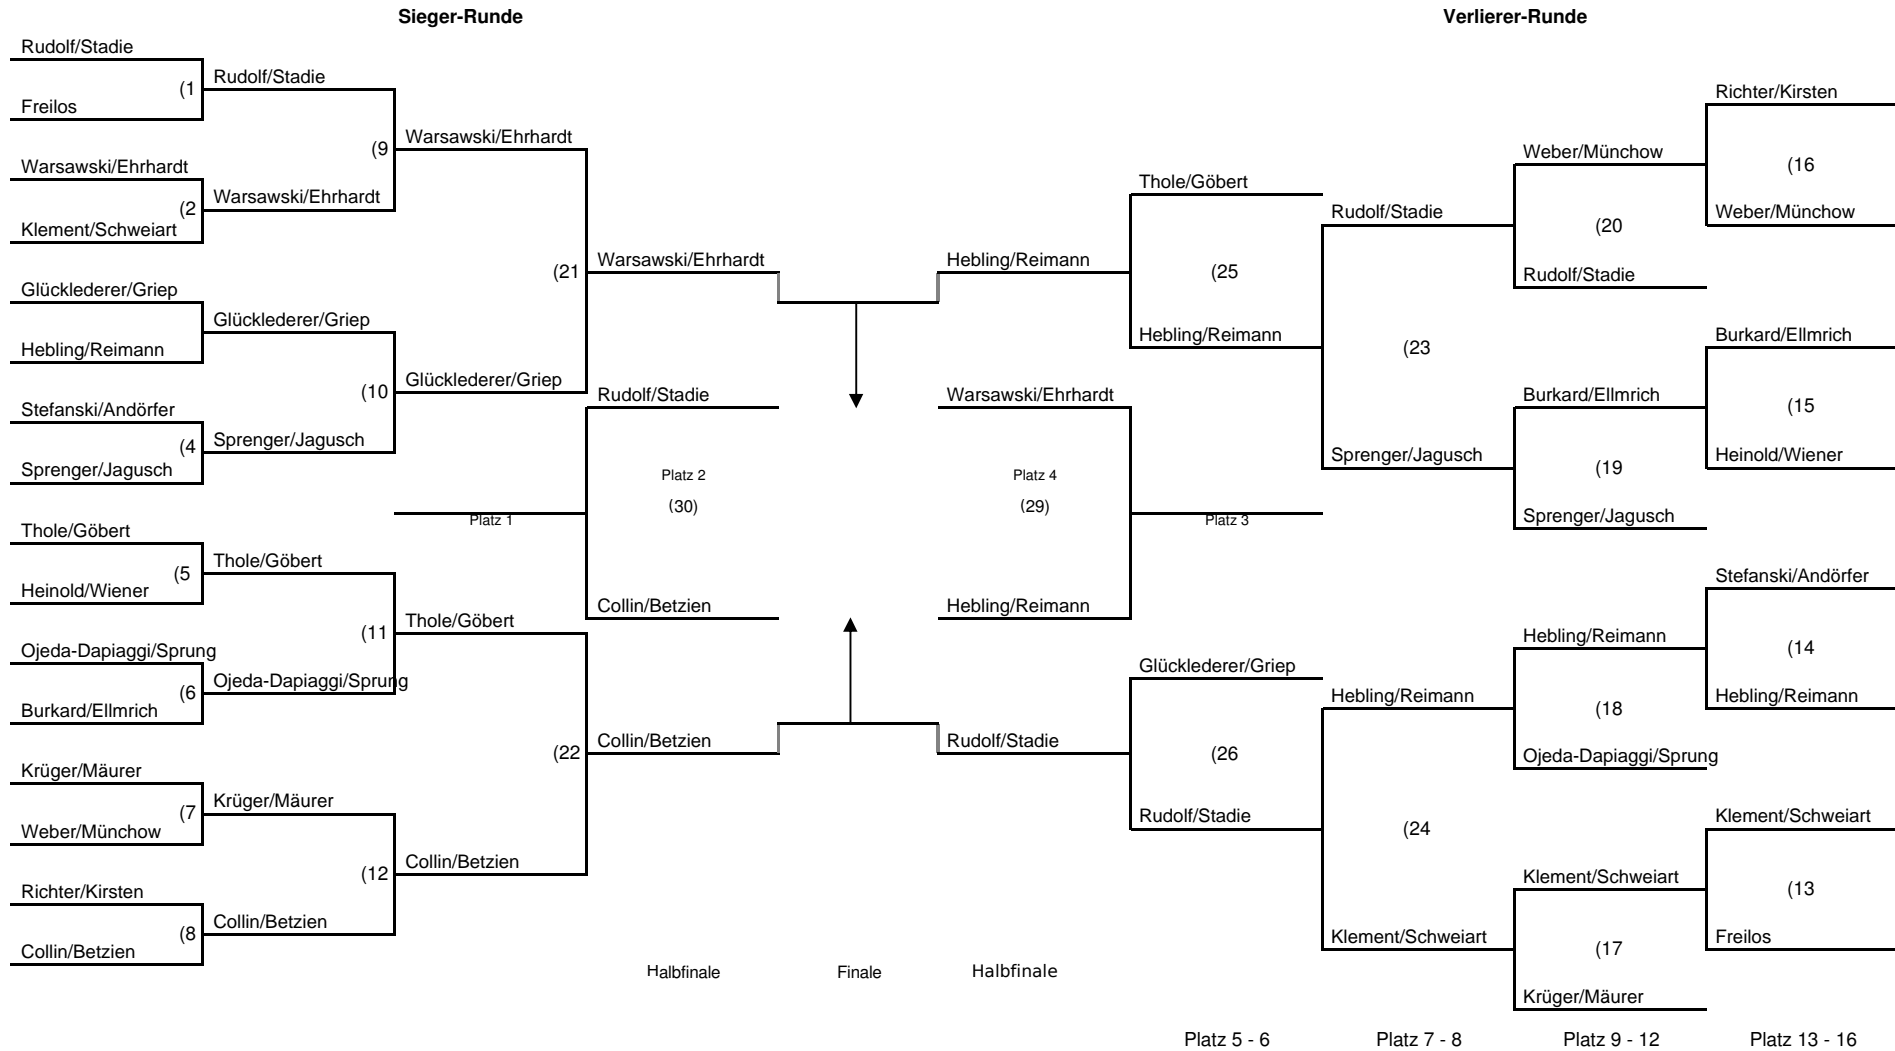 Sieger-Runde
Verlierer-Runde
Rudolf/Stadie
(1
Freilos
Warsawski/Ehrhardt
(2
Klement/Schweiart
Glücklederer/Griep
Hebling/Reimann
Stefanski/Andörfer
(4
Sprenger/Jagusch
Thole/Göbert
(5
Heinold/Wiener
Ojeda-Dapiaggi/Sprung
(6
Burkard/Ellmrich
Krüger/Mäurer
(7
Weber/Münchow
Richter/Kirsten
(8
Collin/Betzien
Rudolf/Stadie
(9
Warsawski/Ehrhardt
Glücklederer/Griep
(10
Sprenger/Jagusch
Thole/Göbert
(11
Ojeda-Dapiaggi/Sprung
Krüger/Mäurer
(12
Collin/Betzien
Warsawski/Ehrhardt
(21
Glücklederer/Griep
Platz 1
Thole/Göbert
(22
Collin/Betzien
Warsawski/Ehrhardt
Rudolf/Stadie
Platz 2
(30)
Collin/Betzien
Collin/Betzien
Halbfinale
Finale
Hebling/Reimann
Warsawski/Ehrhardt
Platz 4
(29)
Hebling/Reimann
Rudolf/Stadie
Halbfinale
Thole/Göbert
(25
Hebling/Reimann
Platz 3
Glücklederer/Griep
(26
Rudolf/Stadie
Platz 5 - 6
Rudolf/Stadie
(23
Sprenger/Jagusch
Hebling/Reimann
(24
Klement/Schweiart
Platz 7 - 8
Weber/Münchow
(20
Rudolf/Stadie
Burkard/Ellmrich
(19
Sprenger/Jagusch
Hebling/Reimann
(18
Ojeda-Dapiaggi/Sprung
Klement/Schweiart
(17
Krüger/Mäurer
Platz 9 - 12
Richter/Kirsten
(16
Weber/Münchow
Burkard/Ellmrich
(15
Heinold/Wiener
Stefanski/Andörfer
(14
Hebling/Reimann
Klement/Schweiart
(13
Freilos
Platz 13 - 16